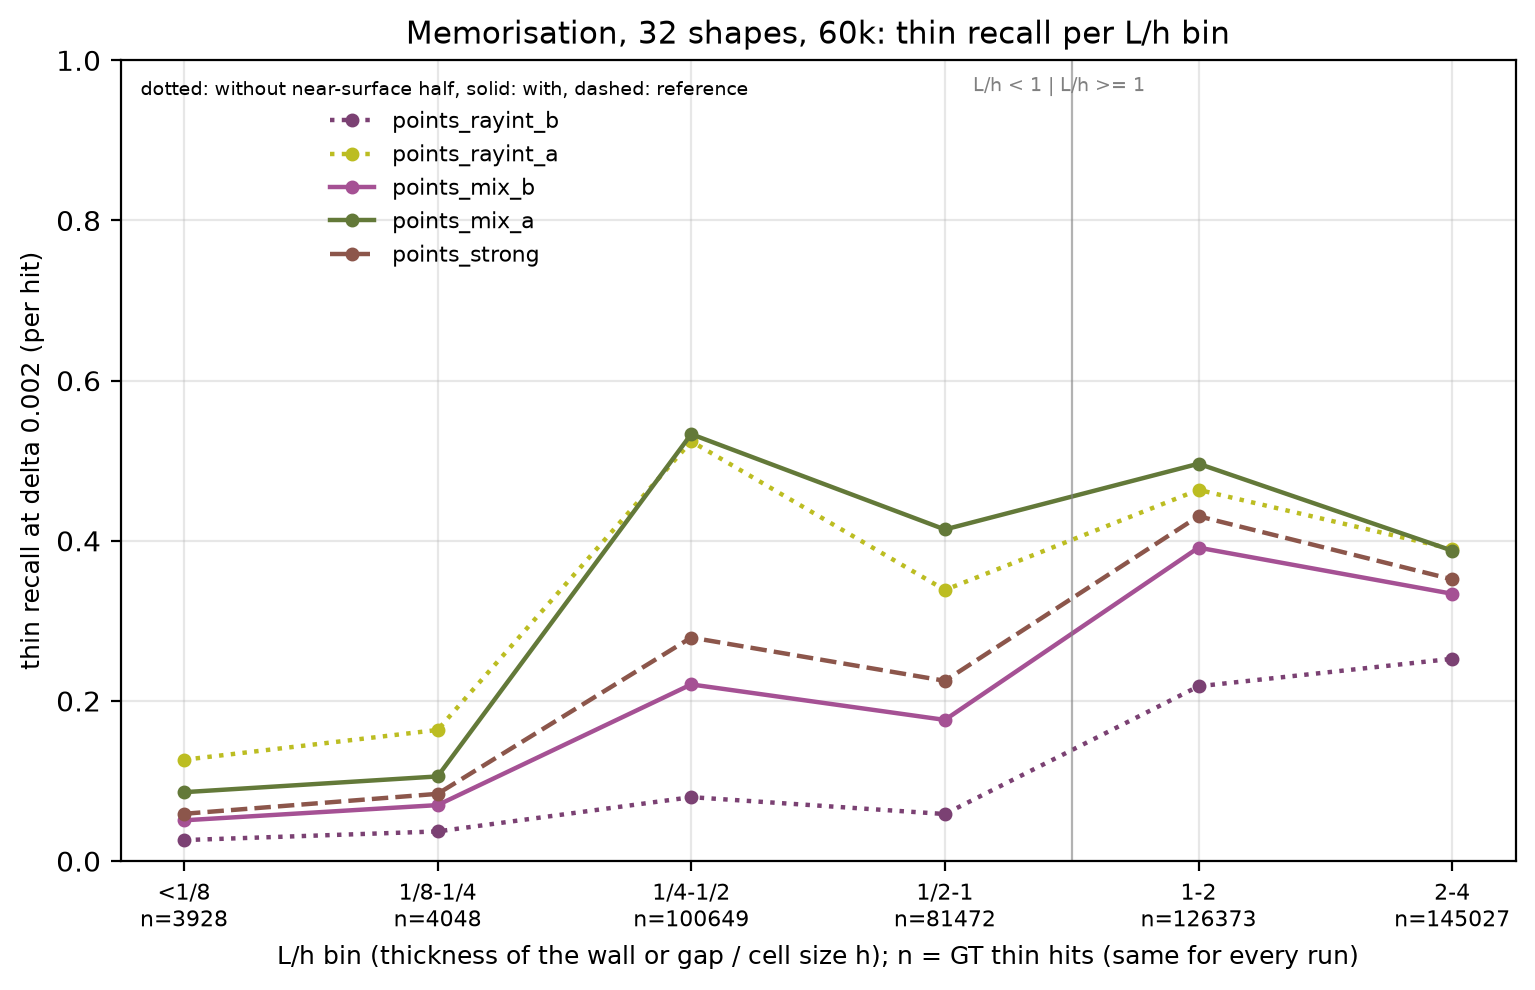 Memorisation, 32 shapes, 60k: thin recall per L/h bin
dotted: without near-surface half, solid: with, dashed: reference
points_rayint_b
points_rayint_a
points_mix_b
points_mix_a
points_strong
L/h < 1 | L/h >= 1
thin recall at delta 0.002 (per hit)
1.0
0.8
0.6
0.4
0.2
0.0
<1/8
n=3928
1/8-1/4
n=4048
1/4-1/2
n=100649
1/2-1
n=81472
1-2
n=126373
2-4
n=145027
L/h bin (thickness of the wall or gap / cell size h); n = GT thin hits (same for every run)